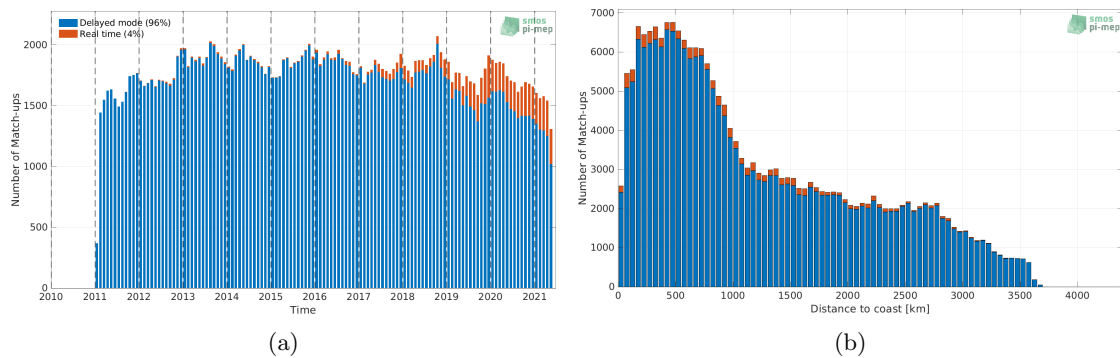 Delayed mode (96%)
Real time (4%)
smos
pi-mep
Number of Match-ups
2000
1500
1000
500
0
2010 2011 2012 2013 2014 2015 2016 2017 2018 2019 2020 2021
Time
(a)
smos
pi-mep
Number of Match-ups
7000
6000
5000
4000
3000
2000
1000
0
0 500 1000 1500 2000 2500 3000 3500 4000
Distance to coast [km]
(b)